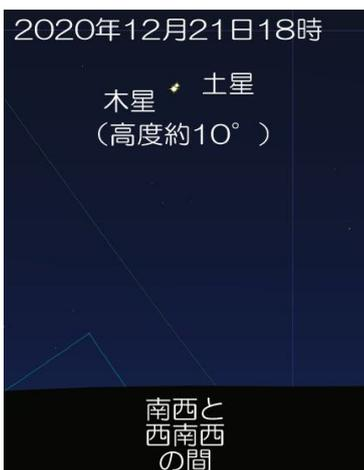 2020年12月21日18時
土星
木星
（高度約10°）
南西と
西南西
の間